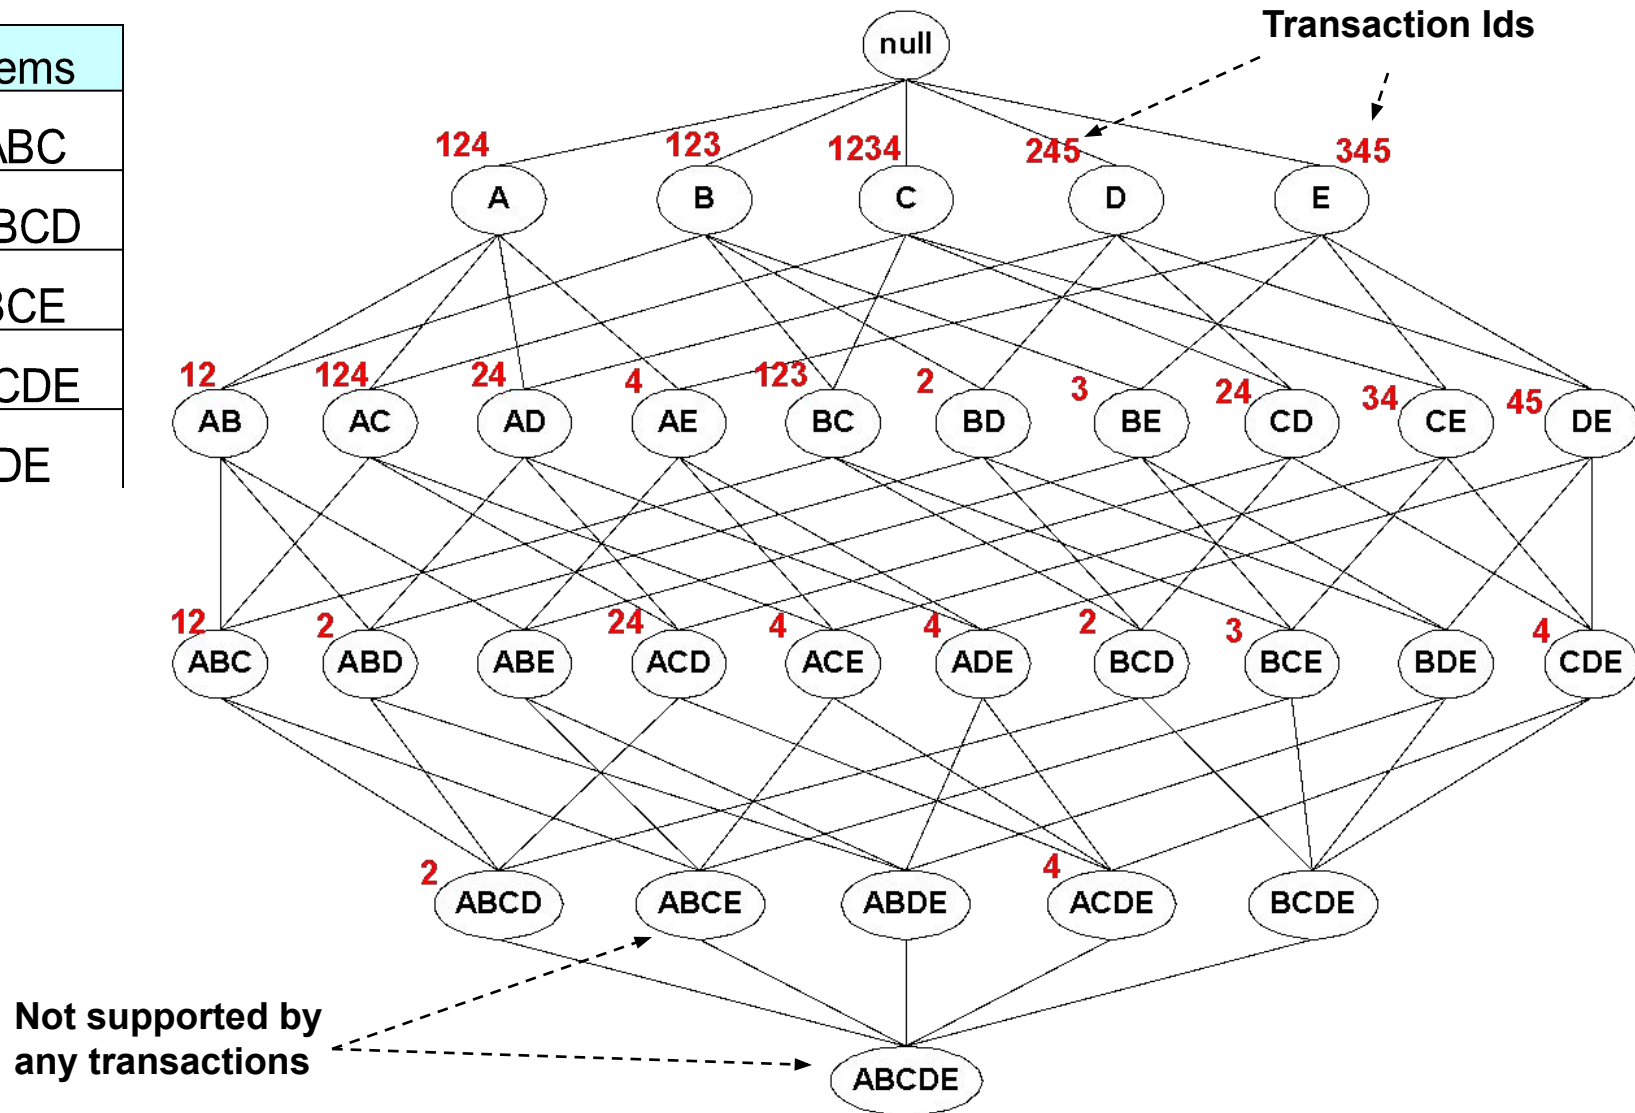 Transaction Ids
ems
ABC
BCD
BCE
CDE
DE
null
124 123 1234 245 345
A B C D E
12 124 24 4 123 2 3 24 34 45
AB AC AD AE BC BD BE CD CE DE
12 2 24 4 4 2 3 4
ABC ABD ABE ACD ACE ADE BCD BCE BDE CDE
2 4
ABCD ABCE ABDE ACDE BCDE
Not supported by
any transactions
ABCDE